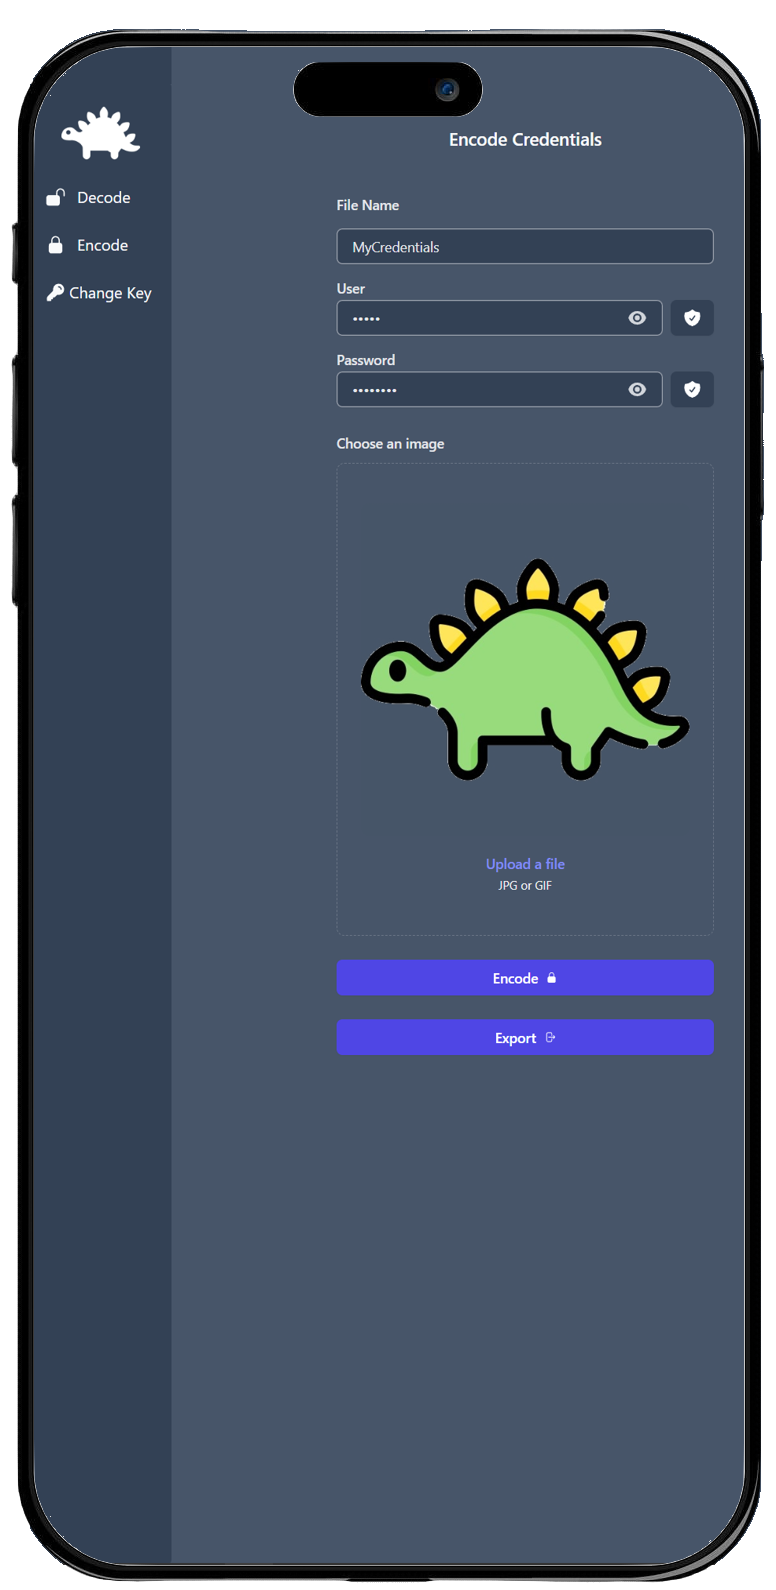 Decode
Encode
Change Key
Encode Credentials
File Name
MyCredentials
User
•••••
Password
••••••••
Choose an image
Upload a file
JPG or GIF
Encode
Export